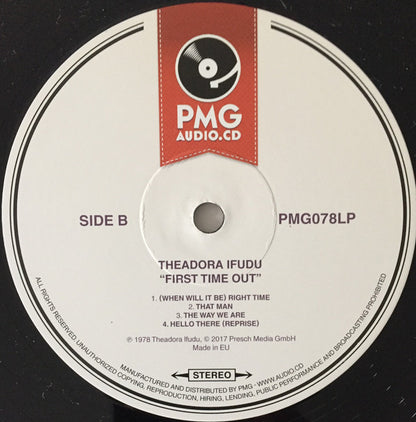 PMG
AUDIO.CD
SIDE B
PMG078LP
THEADORA IFUDU
“FIRST TIME OUT”
1. (WHEN WILL IT BE) RIGHT TIME
2. THAT MAN
3. THE WAY WE ARE
4. HELLO THERE (REPRISE)
℗ 1978 Theadora Ifudu, © 2017 Presch Media GmbH
Made in EU
STEREO
MANUFACTURED AND DISTRIBUTED BY PMG - WWW.AUDIO.CD
ALL RIGHTS RESERVED. UNAUTHORIZED COPYING, REPRODUCTION, HIRING, LENDING, PUBLIC PERFORMANCE AND BROADCASTING PROHIBITED